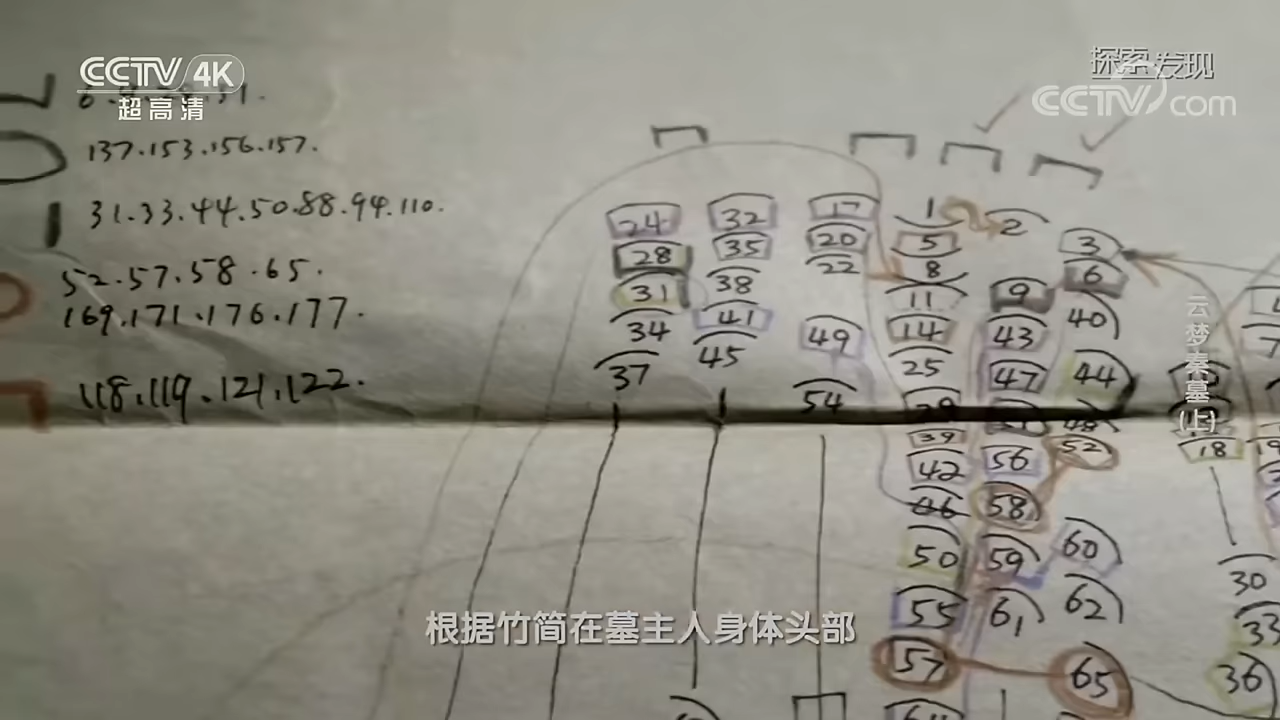 CCTV 4K
超高清
探索发现
CCTV com
137.153.156.157.
31.33.44.50.88.94.110.
52.57.58.65.
169.171.176.177.
118.119.121.122.
24 32 17 1 2
28 35 20 5 3
31 38 22 8 6
34 41 11 9 40
37 45 49 14 43 44
54 25 47
39 52 18
42 56
46 58
50 59 60 30
55 61 62 33
57 65 36
云梦秦墓(上)
根据竹简在墓主人身体头部